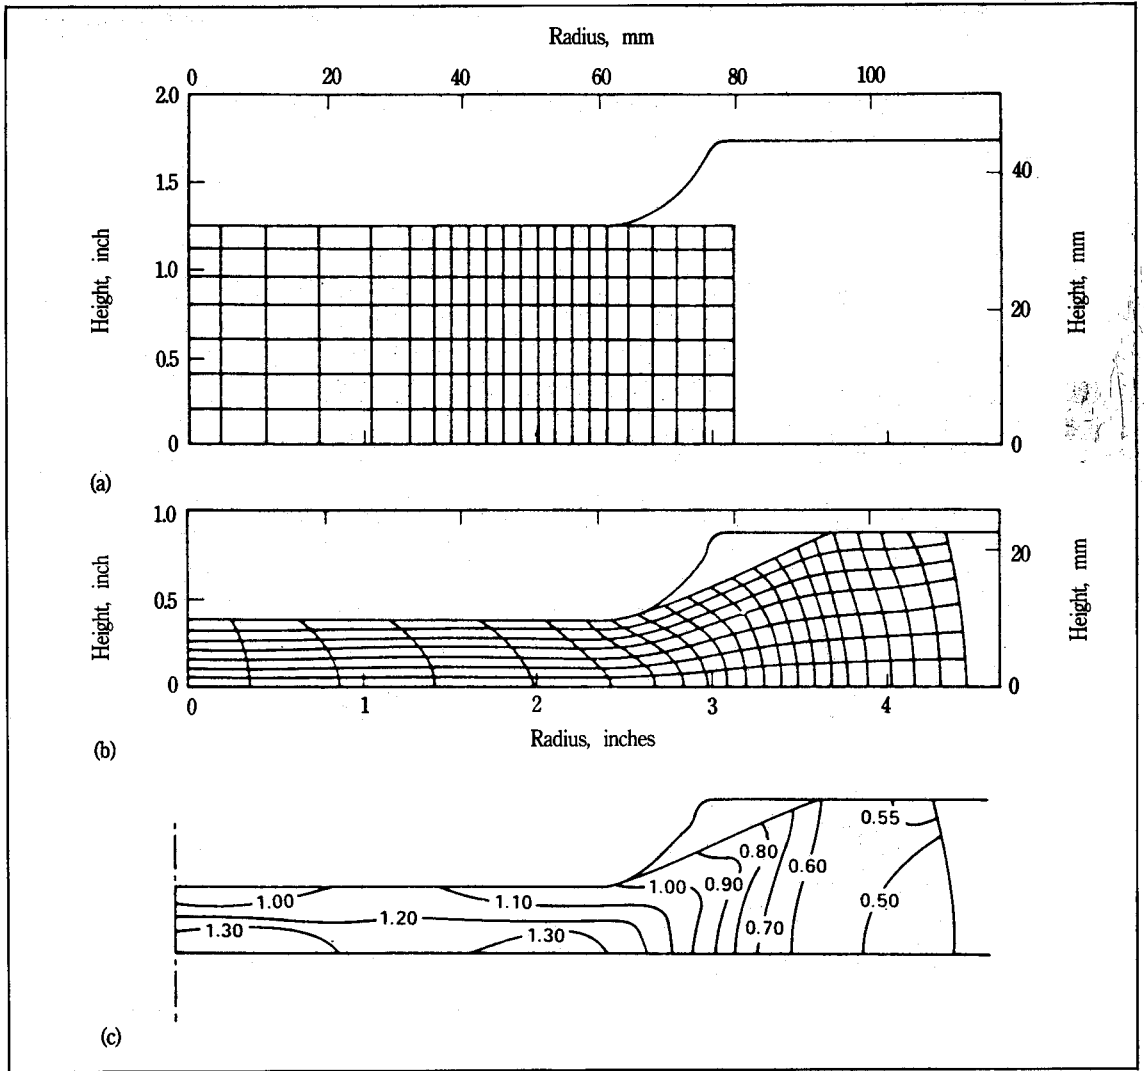 Radius, mm
0 20 40 60 80 100
2.0
1.5
1.0
0.5
0
Height, inch
40
20
0
Height, mm
(a)
1.0
0.5
0
Height, inch
20
0
Height, mm
0 1 2 3 4
Radius, inches
(b)
0.55
0.80
0.60
1.00 0.90
1.00 1.10 0.50
1.20
0.70
1.30 1.30
(c)